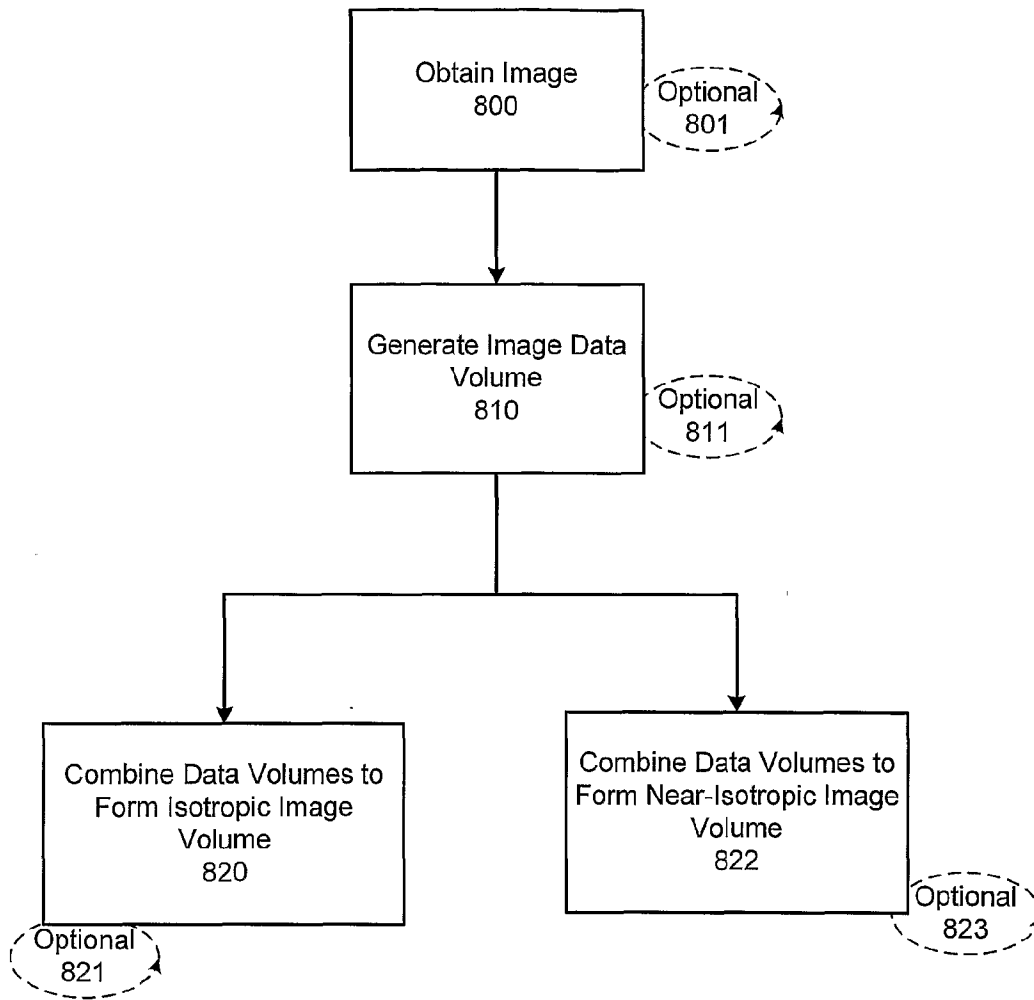 Obtain Image
800
Optional
801
Generate Image Data
Volume
810
Optional
811
Combine Data Volumes to
Form Isotropic Image
Volume
820
Optional
821
Combine Data Volumes to
Form Near-Isotropic Image
Volume
822
Optional
823